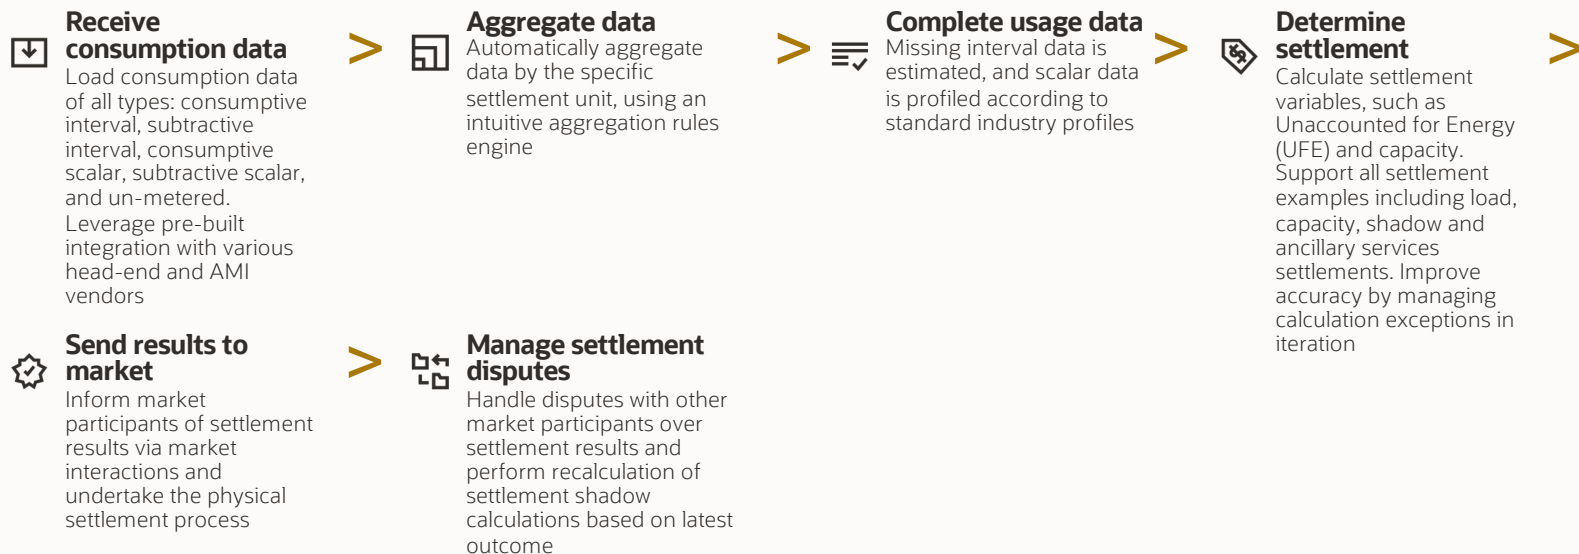 Receive
consumption data
Load consumption data
of all types: consumptive
interval, subtractive
interval, consumptive
scalar, subtractive scalar,
and un-metered.
Leverage pre-built
integration with various
head-end and AMI
vendors
>
Aggregate data
Automatically aggregate
data by the specific
settlement unit, using an
intuitive aggregation rules
engine
>
Complete usage data
Missing interval data is
estimated, and scalar data
is profiled according to
standard industry profiles
>
Determine
settlement
Calculate settlement
variables, such as
Unaccounted for Energy
(UFE) and capacity.
Support all settlement
examples including load,
capacity, shadow and
ancillary services
settlements. Improve
accuracy by managing
calculation exceptions in
iteration
>
Send results to
market
Inform market
participants of settlement
results via market
interactions and
undertake the physical
settlement process
>
Manage settlement
disputes
Handle disputes with other
market participants over
settlement results and
perform recalculation of
settlement shadow
calculations based on latest
outcome